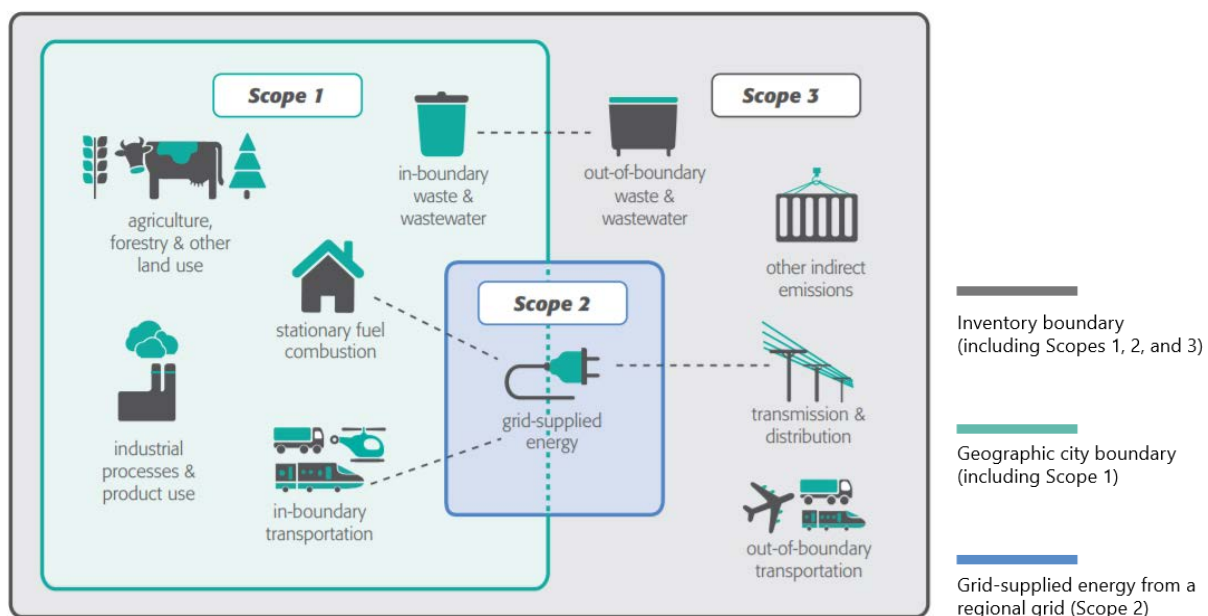 Scope 1
Scope 3
in-boundary
waste &
wastewater
out-of-boundary
waste &
wastewater
agriculture,
forestry & other
land use
other indirect
emissions
Scope 2
stationary fuel
combustion
grid-supplied
energy
transmission &
distribution
industrial
processes &
product use
in-boundary
transportation
out-of-boundary
transportation
Inventory boundary
(including Scopes 1, 2, and 3)
Geographic city boundary
(including Scope 1)
Grid-supplied energy from a
regional grid (Scope 2)